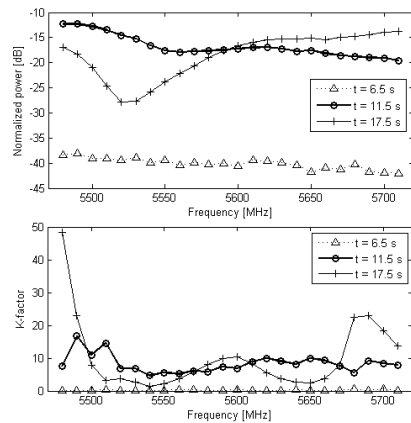 -10
-15
-20
-25
-30
-35
-40
-45
Normalized power [dB]
t = 6.5 s
t = 11.5 s
t = 17.5 s
5500 5550 5600 5650 5700
Frequency [MHz]
50
40
30
20
10
0
K-factor
t = 6.5 s
t = 11.5 s
t = 17.5 s
5500 5550 5600 5650 5700
Frequency [MHz]